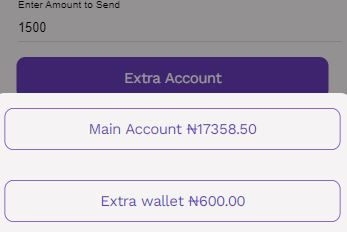 Enter Amount to Send
1500
Extra Account
Main Account ₦17358.50
Extra wallet ₦600.00